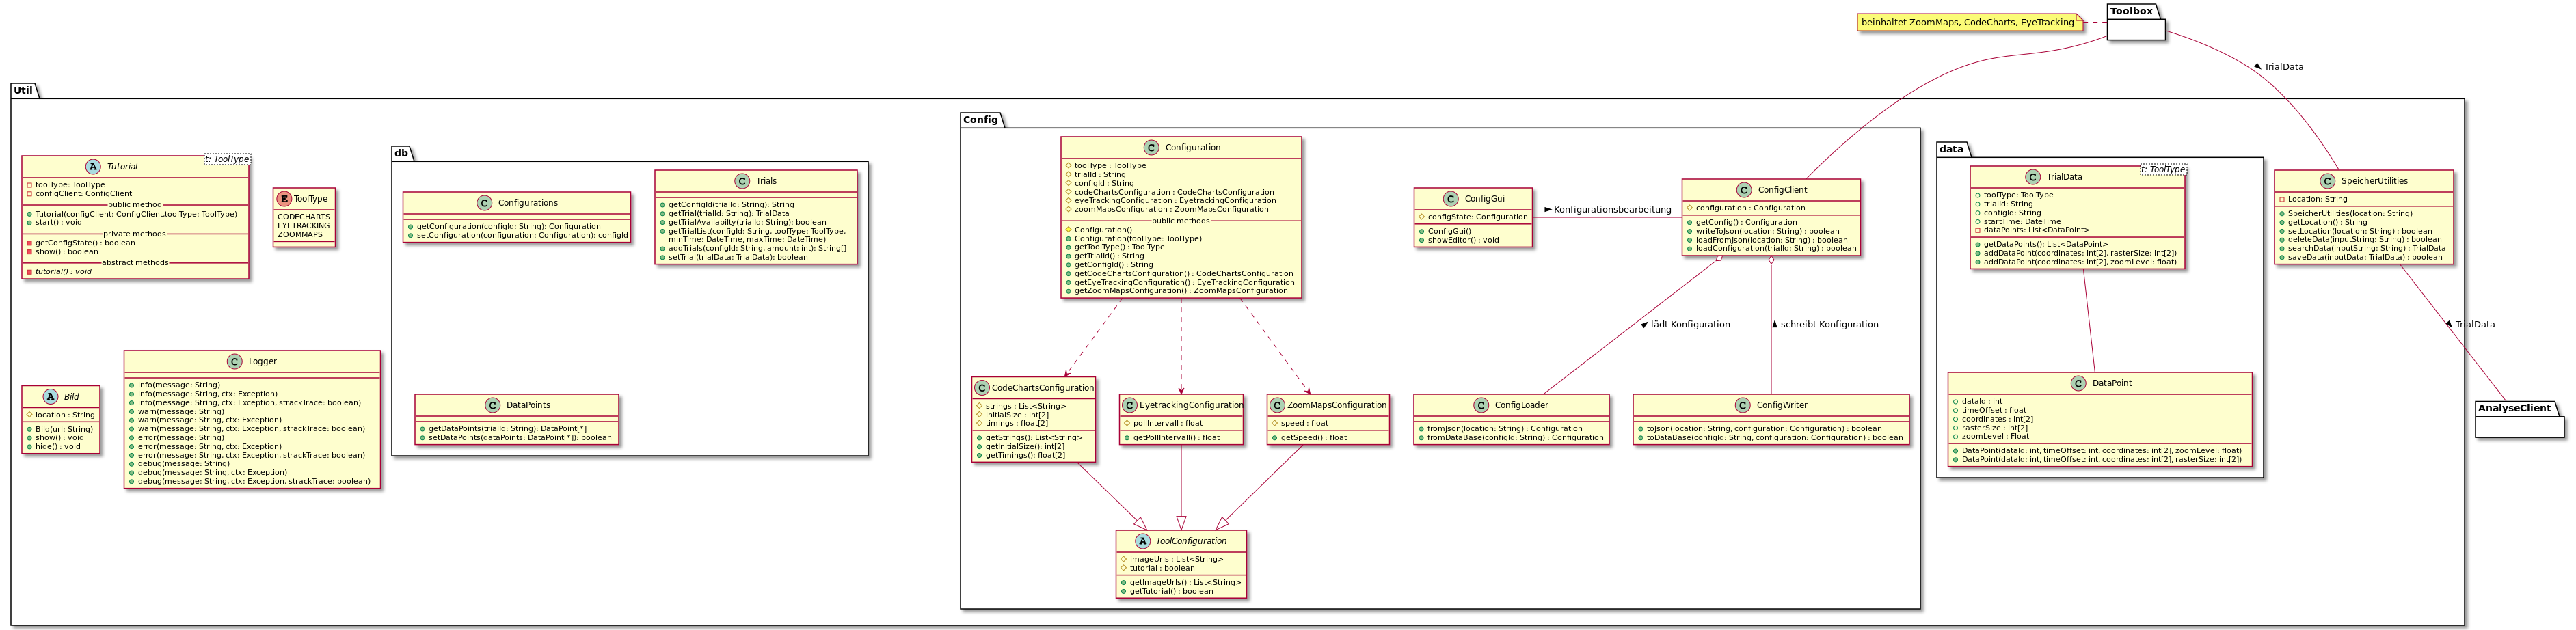 beinhaltet ZoomMaps, CodeCharts, EyeTracking
Toolbox
TrialData
Util
Tutorial
t: ToolType
toolType: ToolType
configClient: ConfigClient
public method
Tutorial(configClient: ConfigClient,toolType: ToolType)
start() : void
private methods
getConfigState() : boolean
show() : boolean
abstract methods
tutorial() : void
E
ToolType
CODECHARTS
EYETRACKING
ZOOMMAPS
db
Configurations
getConfiguration(configId: String): Configuration
setConfiguration(configuration: Configuration): configId
Trials
getConfigId(trialId: String): String
getTrial(trialId: String): TrialData
getTrialAvailabilty(trialId: String): boolean
getTrialList(configId: String, toolType: ToolType,
minTime: DateTime, maxTime: DateTime)
addTrials(configId: String, amount: int): String[]
setTrial(trialData: TrialData): boolean
DataPoints
getDataPoints(trialId: String): DataPoint[*]
setDataPoints(dataPoints: DataPoint[*]): boolean
Bild
location : String
Bild(url: String)
show() : void
hide() : void
Logger
info(message: String)
info(message: String, ctx: Exception)
info(message: String, ctx: Exception, strackTrace: boolean)
warn(message: String)
warn(message: String, ctx: Exception)
warn(message: String, ctx: Exception, strackTrace: boolean)
error(message: String)
error(message: String, ctx: Exception)
error(message: String, ctx: Exception, strackTrace: boolean)
debug(message: String)
debug(message: String, ctx: Exception)
debug(message: String, ctx: Exception, strackTrace: boolean)
Config
Configuration
toolType : ToolType
trialId : String
configId : String
codeChartsConfiguration : CodeChartsConfiguration
eyeTrackingConfiguration : EyetrackingConfiguration
zoomMapsConfiguration : ZoomMapsConfiguration
public methods
Configuration()
Configuration(toolType: ToolType)
getToolType() : ToolType
getTrialId() : String
getConfigId() : String
getCodeChartsConfiguration() : CodeChartsConfiguration
getEyeTrackingConfiguration() : EyeTrackingConfiguration
getZoomMapsConfiguration() : ZoomMapsConfiguration
ConfigGui
configState: Configuration
ConfigGui()
showEditor() : void
Konfigurationsbearbeitung
ConfigClient
configuration : Configuration
getConfig() : Configuration
writeToJson(location: String) : boolean
loadFromJson(location: String) : boolean
loadConfiguration(trialId: String) : boolean
lädt Konfiguration
schreibt Konfiguration
CodeChartsConfiguration
strings : List<String>
initialSize : int[2]
timings : float[2]
getStrings(): List<String>
getInitialSize(): int[2]
getTimings(): float[2]
EyetrackingConfiguration
pollIntervall : float
getPollIntervall() : float
ZoomMapsConfiguration
speed : float
getSpeed() : float
ConfigLoader
fromJson(location: String) : Configuration
fromDataBase(configId: String) : Configuration
ConfigWriter
toJson(location: String, configuration: Configuration) : boolean
toDataBase(configId: String, configuration: Configuration) : boolean
ToolConfiguration
imageUrls : List<String>
tutorial : boolean
getImageUrls() : List<String>
getTutorial() : boolean
data
TrialData
t: ToolType
toolType: ToolType
trialId: String
configId: String
startTime: DateTime
dataPoints: List<DataPoint>
getDataPoints(): List<DataPoint>
addDataPoint(coordinates: int[2], rasterSize: int[2])
addDataPoint(coordinates: int[2], zoomLevel: float)
DataPoint
dataId : int
timeOffset : float
coordinates : int[2]
rasterSize : int[2]
zoomLevel : Float
DataPoint(dataId: int, timeOffset: int, coordinates: int[2], zoomLevel: float)
DataPoint(dataId: int, timeOffset: int, coordinates: int[2], rasterSize: int[2])
SpeicherUtilities
Location: String
SpeicherUtilities(location: String)
getLocation() : String
setLocation(location: String) : boolean
deleteData(inputString: String) : boolean
searchData(inputString: String) : TrialData
saveData(inputData: TrialData) : boolean
TrialData
AnalyseClient